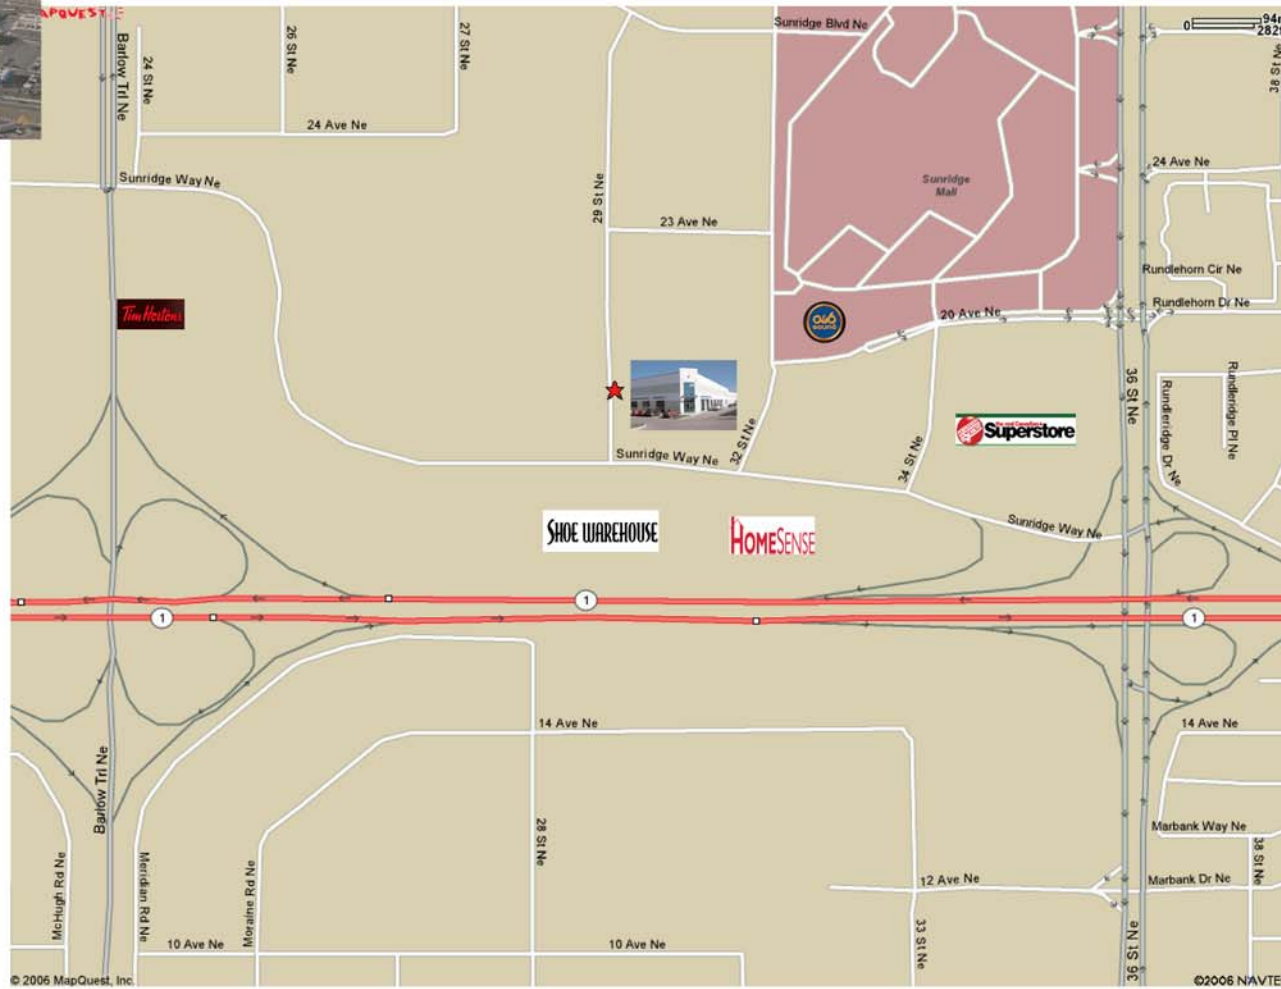 APQUEST
Barlow Trl Ne
24 St Ne
26 St Ne
27 St Ne
24 Ave Ne
Sunridge Way Ne
29 St Ne
23 Ave Ne
Sunridge Blvd Ne
Sunridge
Mall
0
38 St Ne
24 Ave Ne
Rundlehorn Cir Ne
Rundlehorn Dr Ne
20 Ave Ne
Tim Hortons
sound
36 St Ne
Rundleridge Dr Ne
Rundleridge Pl Ne
Superstore
32 St Ne
34 St Ne
Sunridge Way Ne
Sunridge Way Ne
SHOE WAREHOUSE
HOMESENSE
1
1
1
14 Ave Ne
14 Ave Ne
Barlow Trl Ne
28 St Ne
Marbank Way Ne
38 St Ne
McHugh Rd Ne
Meridian Rd Ne
Moraine Rd Ne
12 Ave Ne
Marbank Dr Ne
33 St Ne
36 St Ne
10 Ave Ne
10 Ave Ne
© 2006 MapQuest, Inc.
©2006 NAVTE